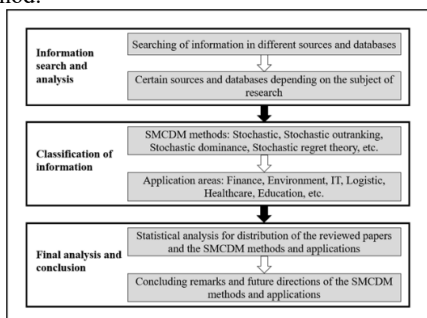 Information
search and
analysis
Searching of information in different sources and databases
Certain sources and databases depending on the subject of
research
Classification of
information
SMCDM methods: Stochastic, Stochastic outranking,
Stochastic dominance, Stochastic regret theory, etc.
Application areas: Finance, Environment, IT, Logistic,
Healthcare, Education, etc.
Final analysis and
conclusion
Statistical analysis for distribution of the reviewed papers
and the SMCDM methods and applications
Concluding remarks and future directions of the SMCDM
methods and applications